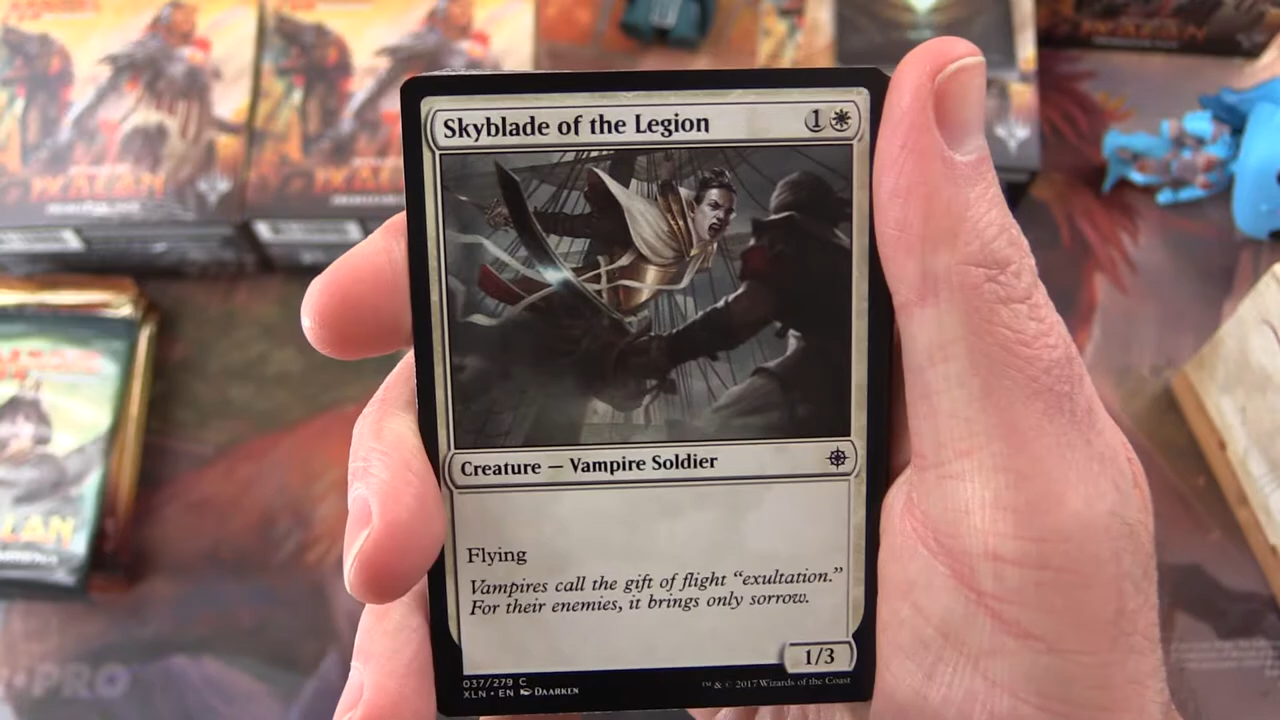 IXALAN
IXALAN
IXALAN
Skyblade of the Legion 1
Creature — Vampire Soldier
Flying
Vampires call the gift of flight “exultation.”
For their enemies, it brings only sorrow.
1/3
037/279 C
XLN • EN DAARKEN
™ & © 2017 Wizards of the Coast
LAN
PRO